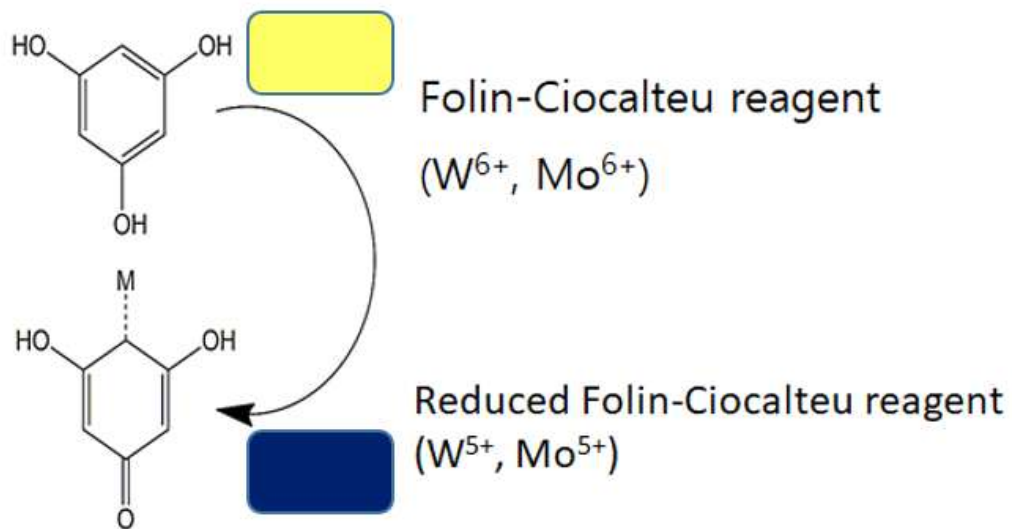 HO OH
Folin-Ciocalteu reagent
(W⁶⁺, Mo⁶⁺)
OH
M
HO OH
Reduced Folin-Ciocalteu reagent
(W⁵⁺, Mo⁵⁺)
O